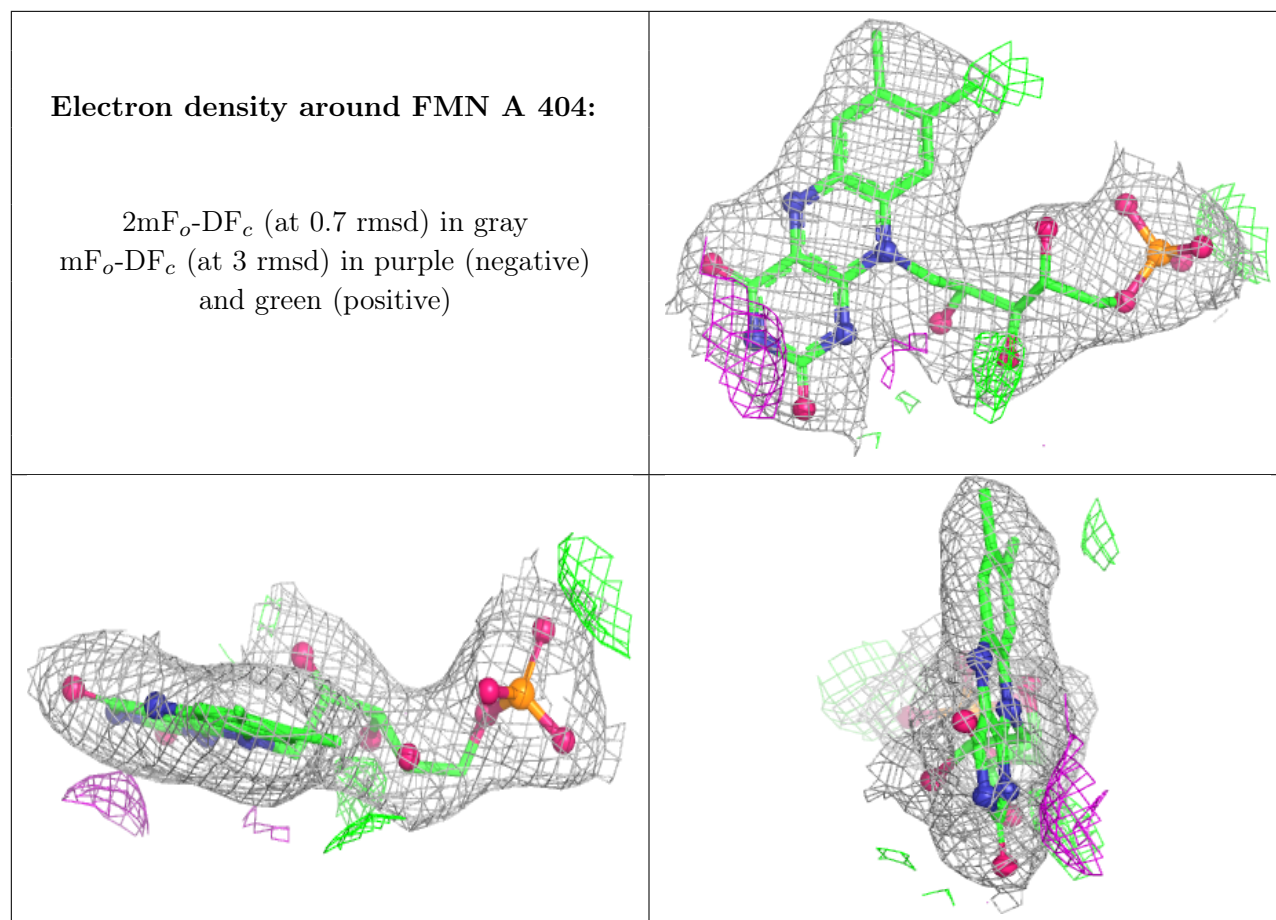 Electron density around FMN A 404:
2mFₒ-DF𝒸 (at 0.7 rmsd) in gray
mFₒ-DF𝒸 (at 3 rmsd) in purple (negative)
and green (positive)